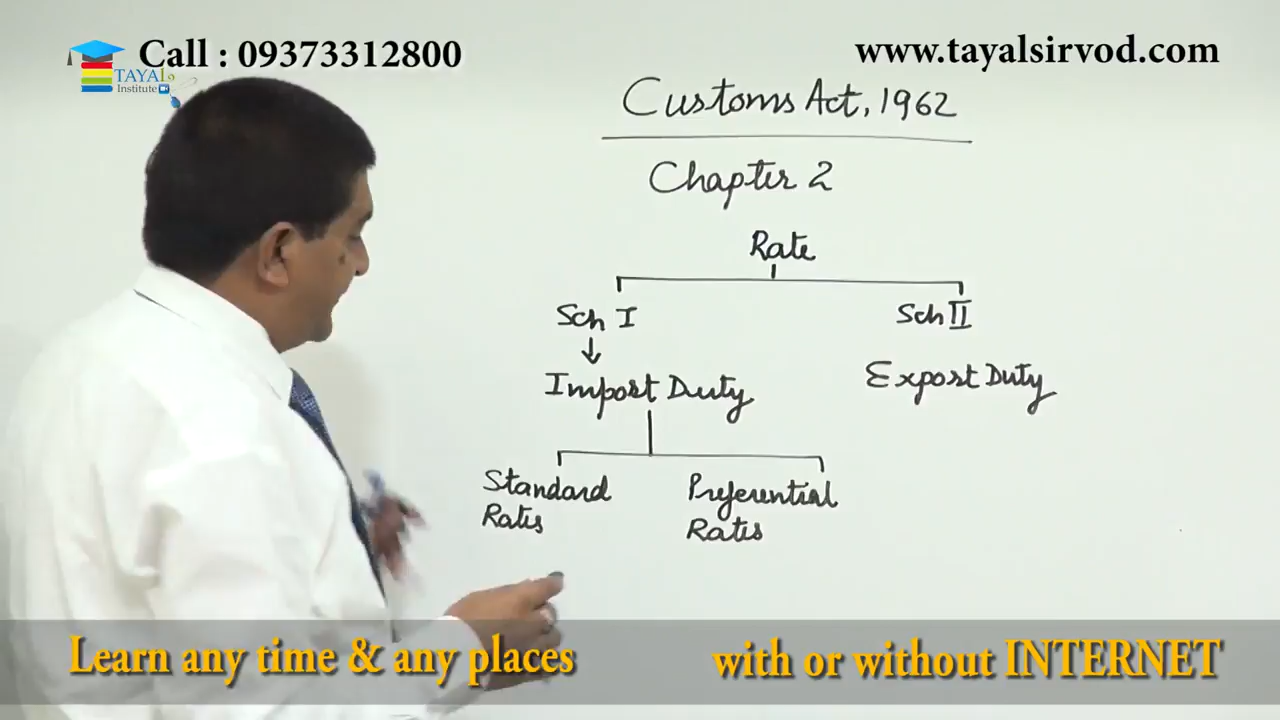 Call : 09373312800
www.tayalsirvod.com
TAYAL
Institute
Customs Act, 1962
Chapter 2
Rate
Sch I
Sch II
Import Duty
Export Duty
Standard
Rates
Preferential
Rates
Learn any time & any places
with or without INTERNET